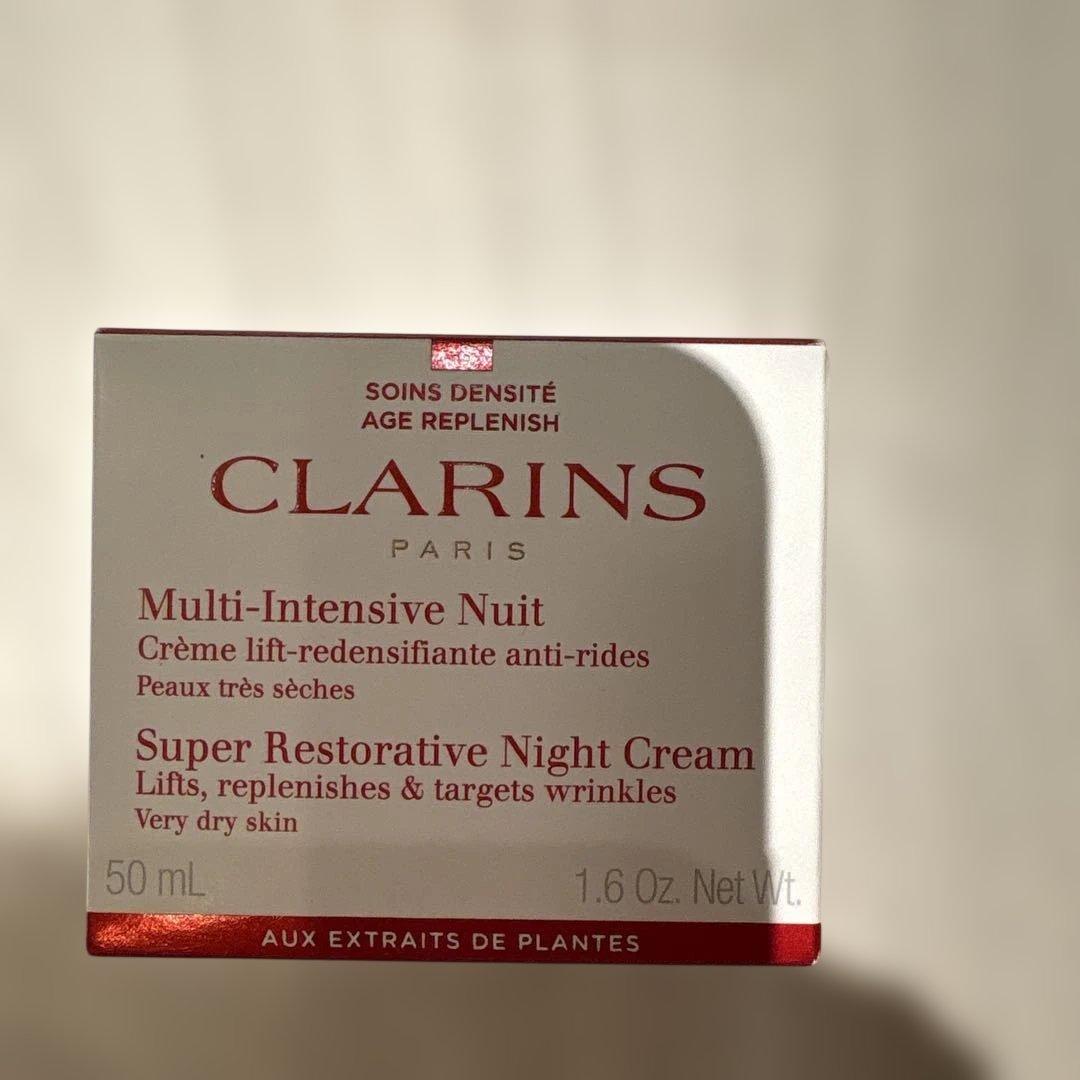 SOINS DENSITÉ
AGE REPLENISH
CLARINS
PARIS
Multi-Intensive Nuit
Crème lift-redensifiante anti-rides
Peaux très sèches
Super Restorative Night Cream
Lifts, replenishes & targets wrinkles
Very dry skin
50 mL 1.6 Oz. Net Wt.
AUX EXTRAITS DE PLANTES